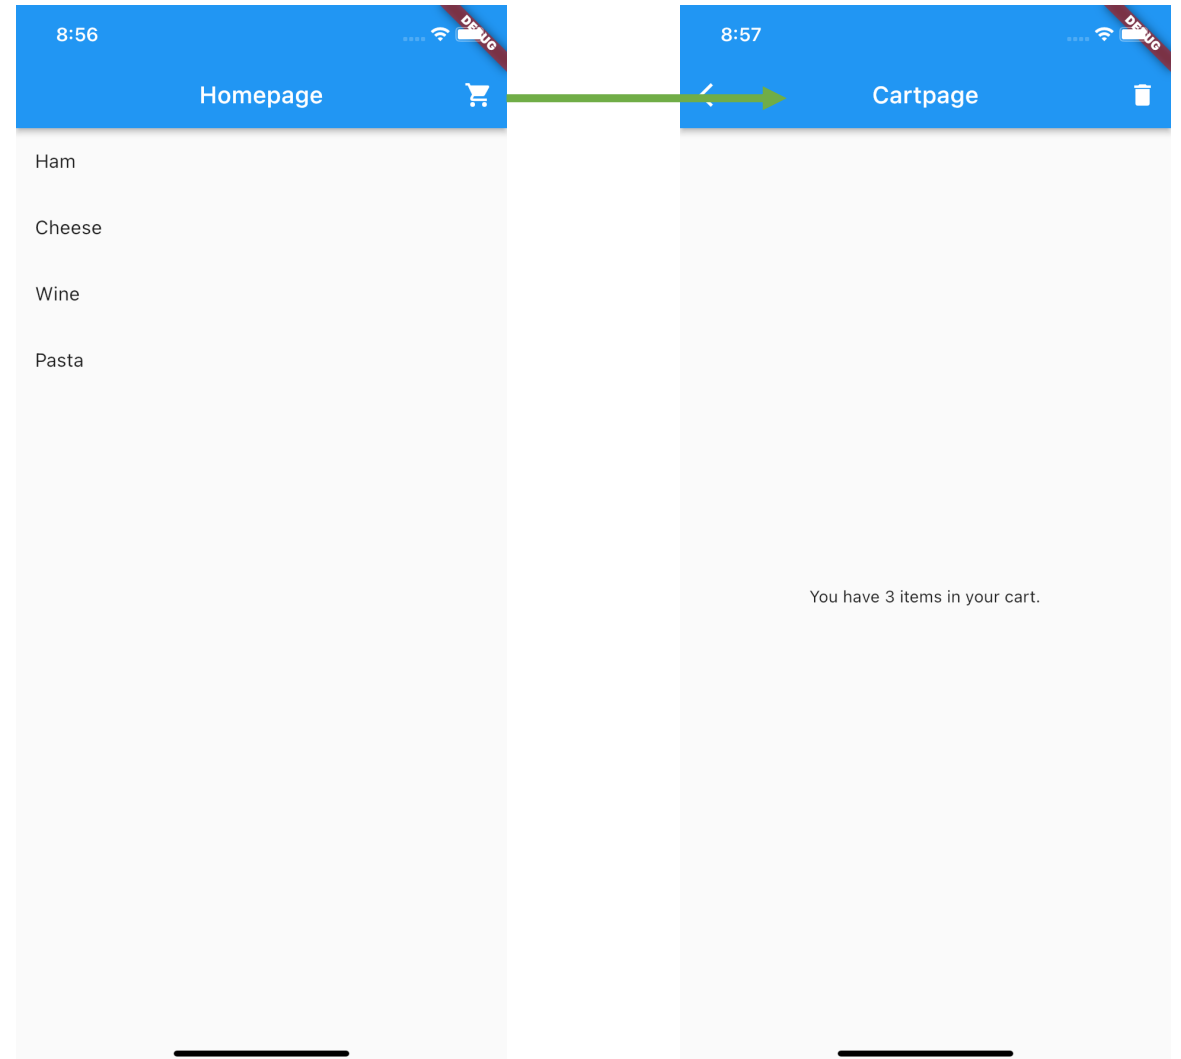 8:56
DEBUG
Homepage
Ham
Cheese
Wine
Pasta
8:57
DEBUG
Cartpage
You have 3 items in your cart.